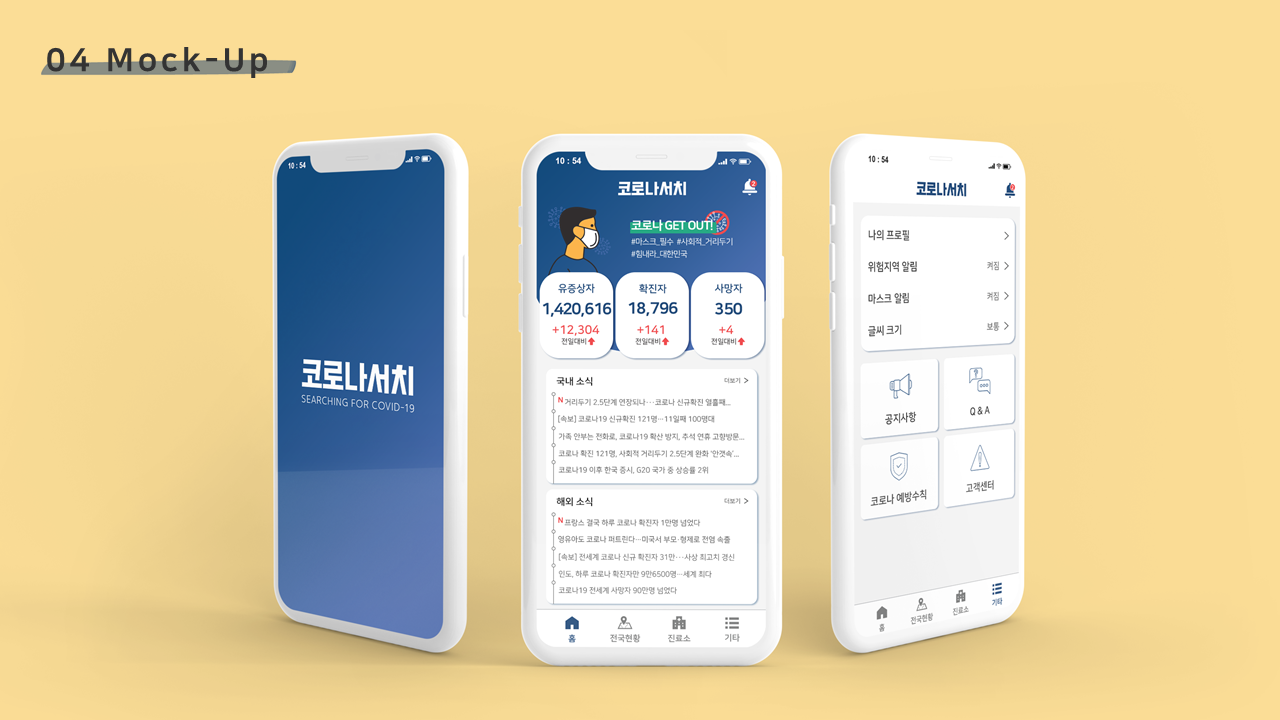 04 Mock-Up
10 : 54
코로나서치
SEARCHING FOR COVID-19
10 : 54
코로나서치
2
코로나 GET OUT!
#마스크_필수 #사회적_거리두기
#힘내라_대한민국
유증상자
1,420,616
+12,304
전일대비
확진자
18,796
+141
전일대비
사망자
350
+4
전일대비
국내 소식 더보기 >
N 거리두기 2.5단계 연장되나···코로나 신규확진 열흘째...
[속보] 코로나19 신규확진 121명···11일째 100명대
가족 안부는 전화로, 코로나19 확산 방지, 추석 연휴 고향방문...
코로나 확진 121명, 사회적 거리두기 2.5단계 완화 '안갯속'...
코로나19 이후 한국 증시, G20 국가 중 상승률 2위
해외 소식 더보기 >
N 프랑스 결국 하루 코로나 확진자 1만명 넘었다
영유아도 코로나 퍼트린다···미국서 부모·형제로 전염 속출
[속보] 전세계 코로나 신규 확진자 31만···사상 최고치 경신
인도, 하루 코로나 확진자만 9만6500명···세계 최다
코로나19 전세계 사망자 90만명 넘었다
홈 전국현황 진료소 기타
10 : 54
코로나서치
2
나의 프로필 >
위험지역 알림 켜짐 >
마스크 알림 켜짐 >
글씨 크기 보통 >
공지사항
Q & A
코로나 예방수칙
고객센터
홈 전국현황 진료소 기타